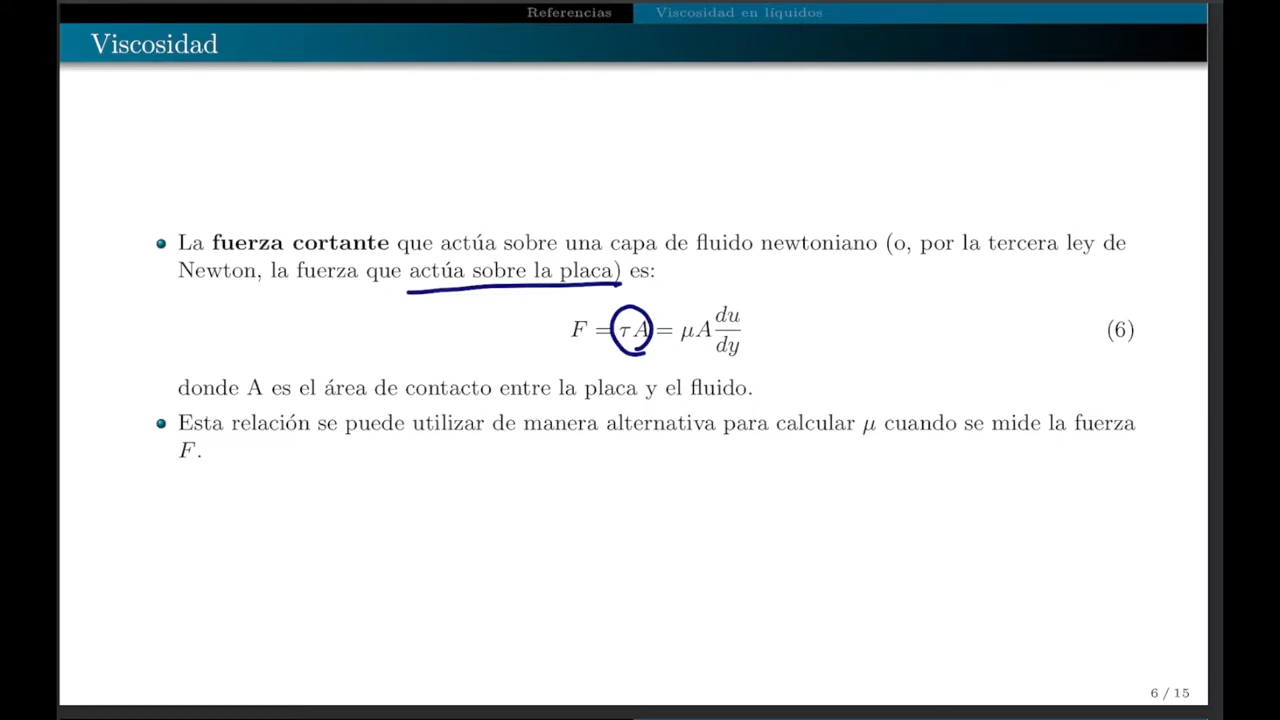 Referencias Viscosidad en líquidos
Viscosidad
La fuerza cortante que actúa sobre una capa de fluido newtoniano (o, por la tercera ley de
Newton, la fuerza que actúa sobre la placa) es:
F = τA = μA du/dy (6)
donde A es el área de contacto entre la placa y el fluido.
Esta relación se puede utilizar de manera alternativa para calcular μ cuando se mide la fuerza
F.
6 / 15